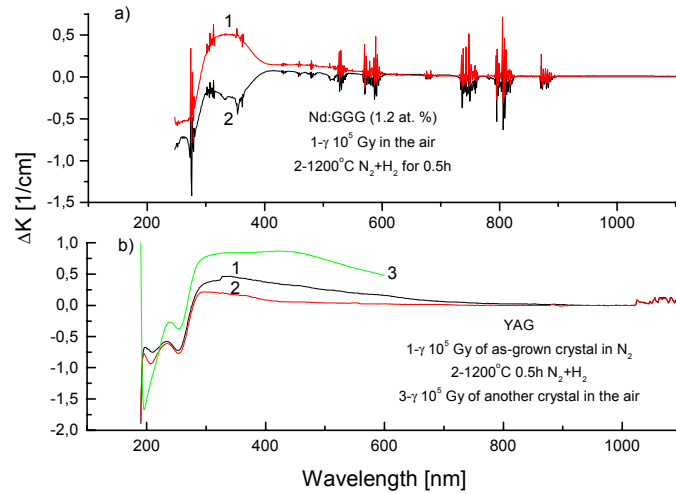 a)
1
2
Nd:GGG (1.2 at. %)
1-γ 10⁵ Gy in the air
2-1200°C N₂+H₂ for 0.5h
0,5
0,0
-0,5
-1,0
-1,5
200 400 600 800 1000
ΔK [1/cm]
b)
1
2
3
YAG
1-γ 10⁵ Gy of as-grown crystal in N₂
2-1200°C 0.5h N₂+H₂
3-γ 10⁵ Gy of another crystal in the air
1,0
0,5
0,0
-0,5
-1,0
-1,5
-2,0
200 400 600 800 1000
Wavelength [nm]